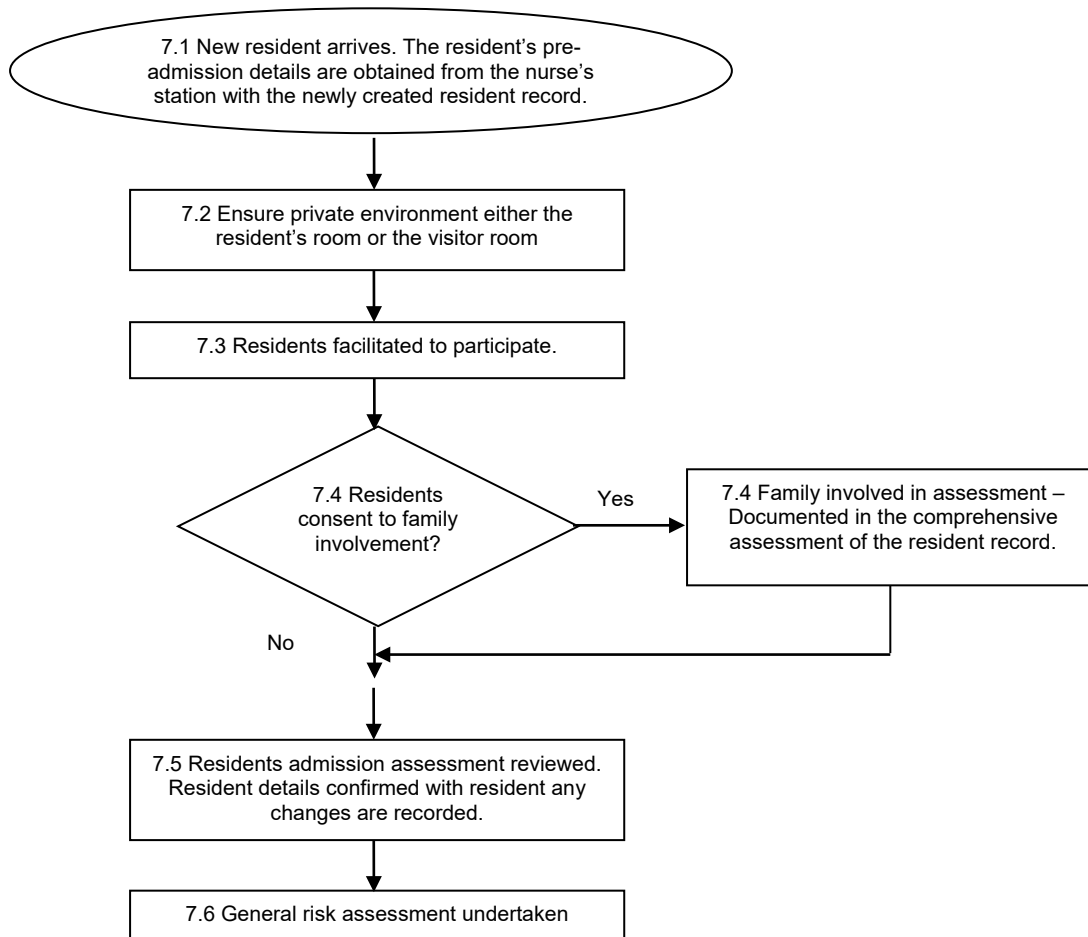 7.1 New resident arrives. The resident’s pre-
admission details are obtained from the nurse’s
station with the newly created resident record.
7.2 Ensure private environment either the
resident’s room or the visitor room
7.3 Residents facilitated to participate.
7.4 Residents
consent to family
involvement?
Yes
7.4 Family involved in assessment –
Documented in the comprehensive
assessment of the resident record.
No
7.5 Residents admission assessment reviewed.
Resident details confirmed with resident any
changes are recorded.
7.6 General risk assessment undertaken